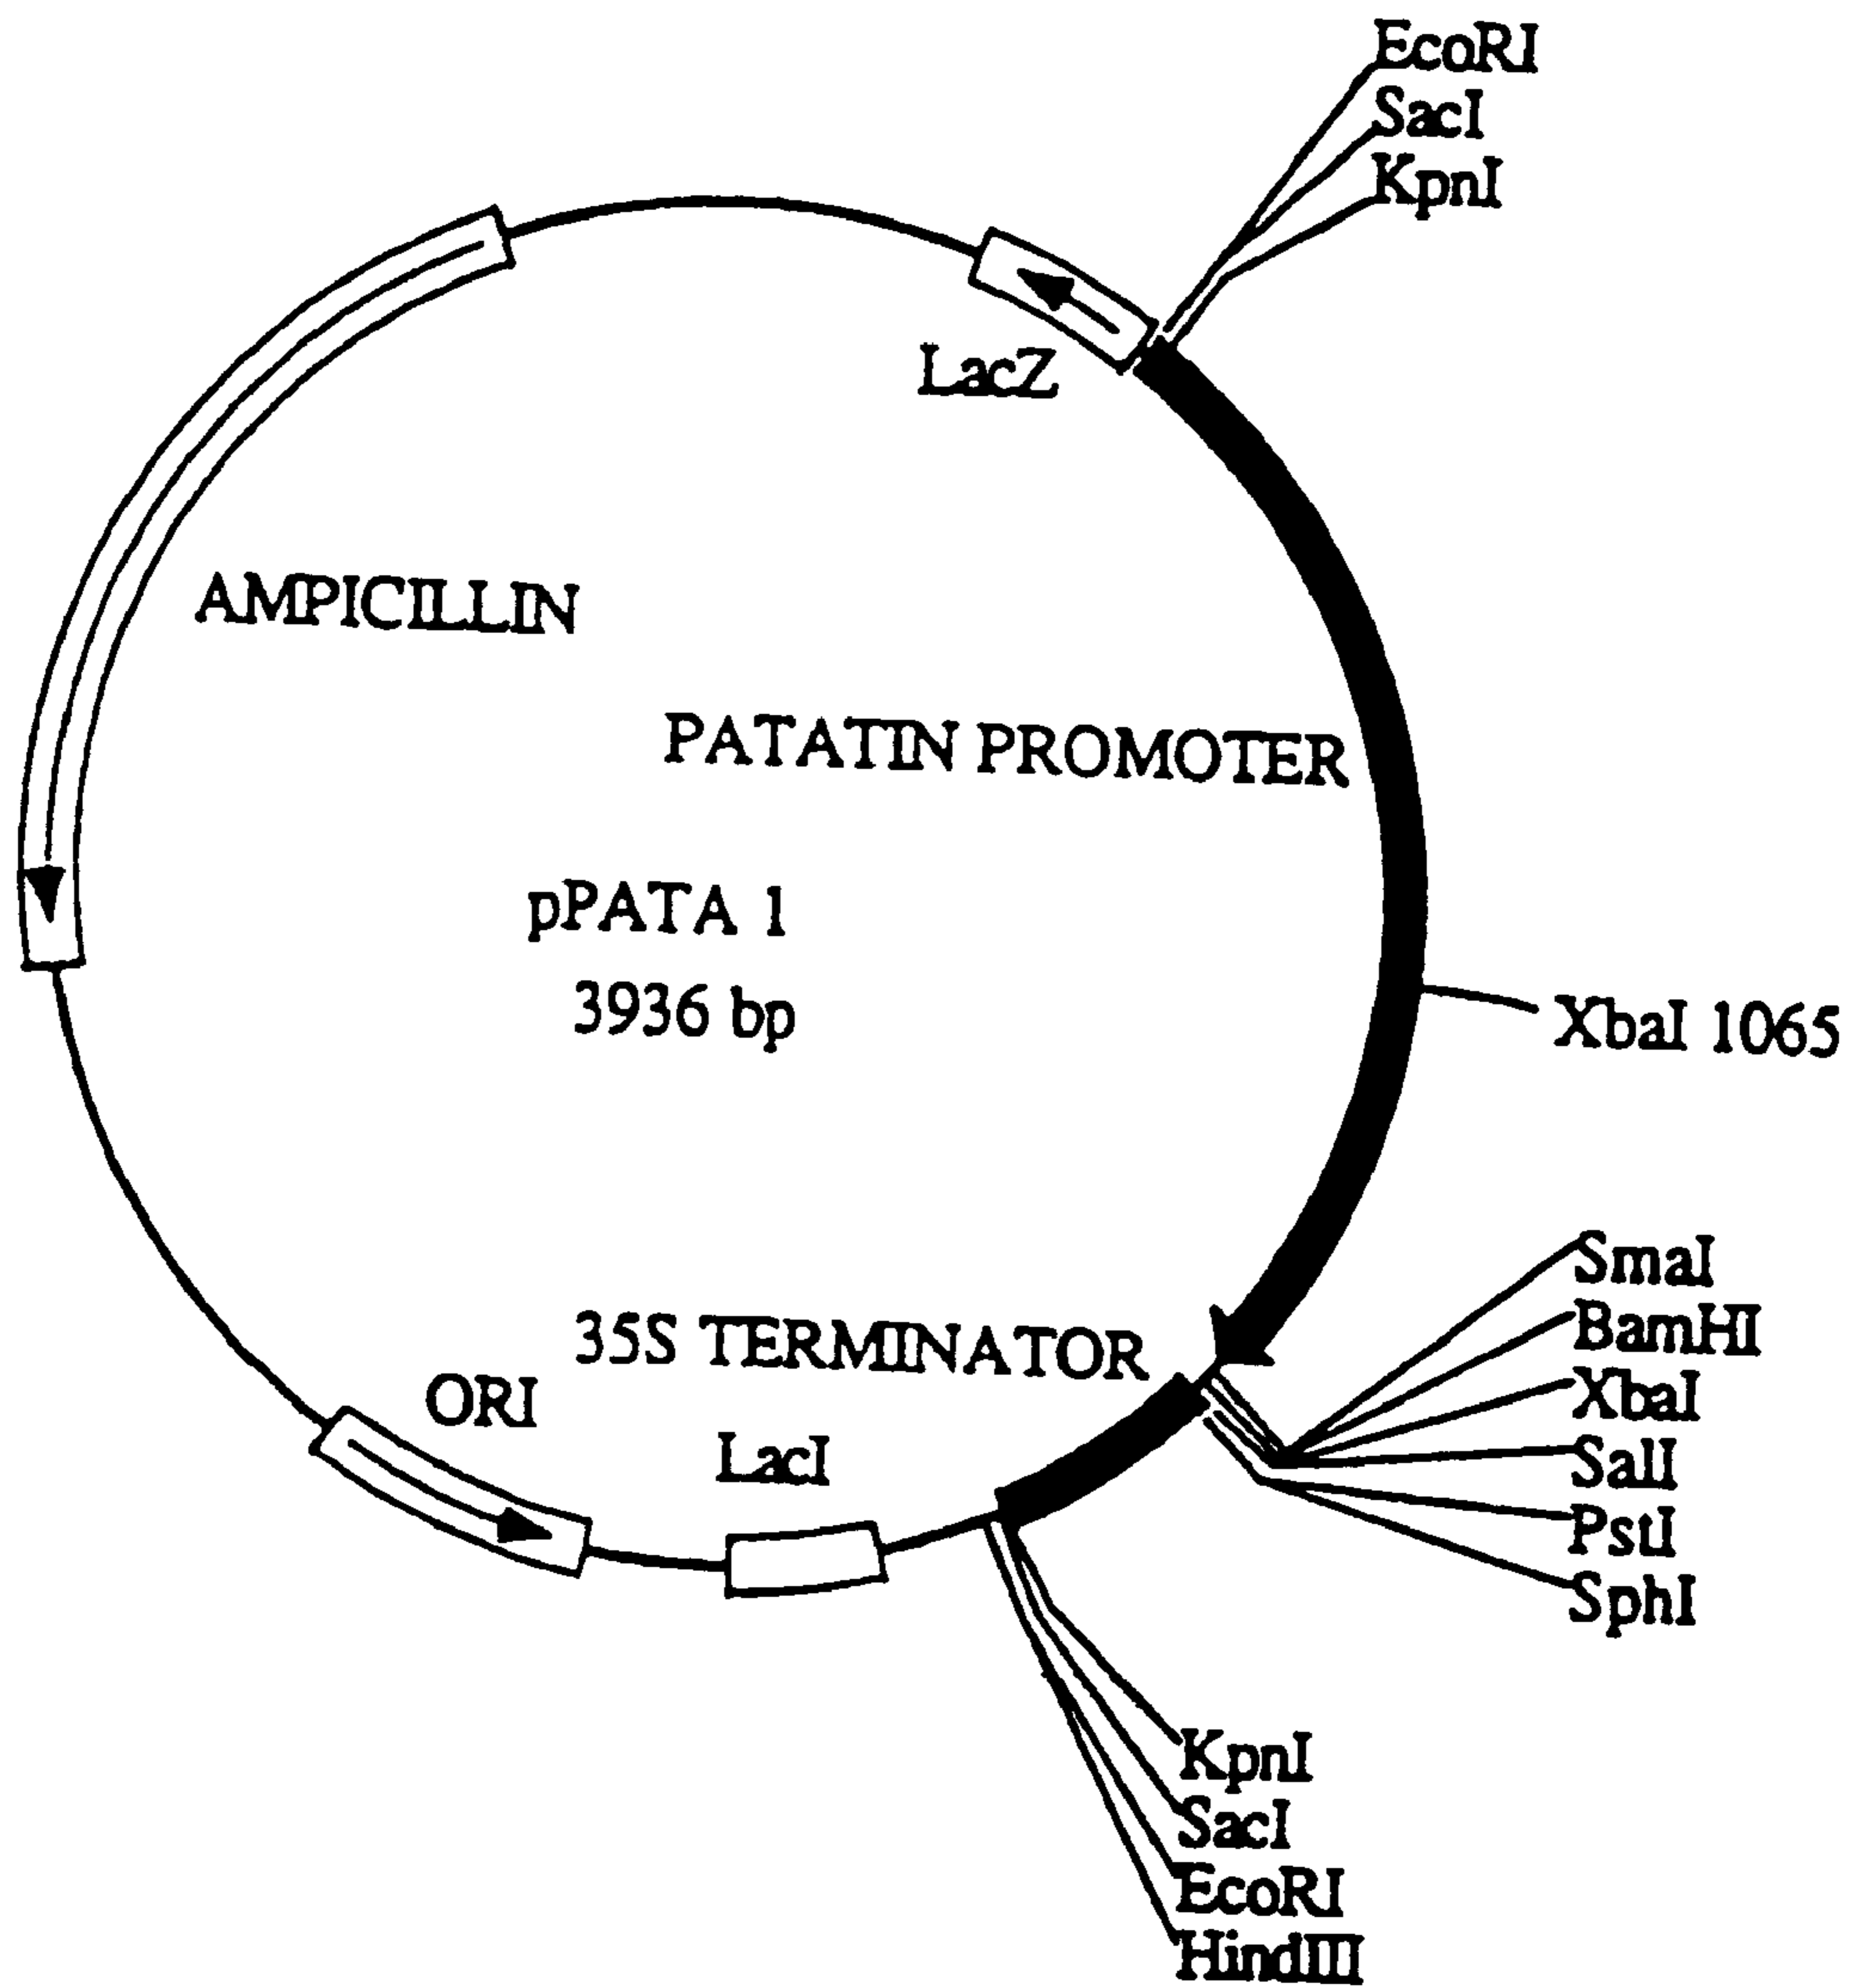 EcoRI
SacI
KpnI
LacZ
AMPICILLIN
PATATIN PROMOTER
pPATA 1
3936 bp
XbaI 1065
SmaI
BamHI
XbaI
SalI
PstI
SphI
35S TERMINATOR
ORI
LacI
KpnI
SacI
EcoRI
HindIII